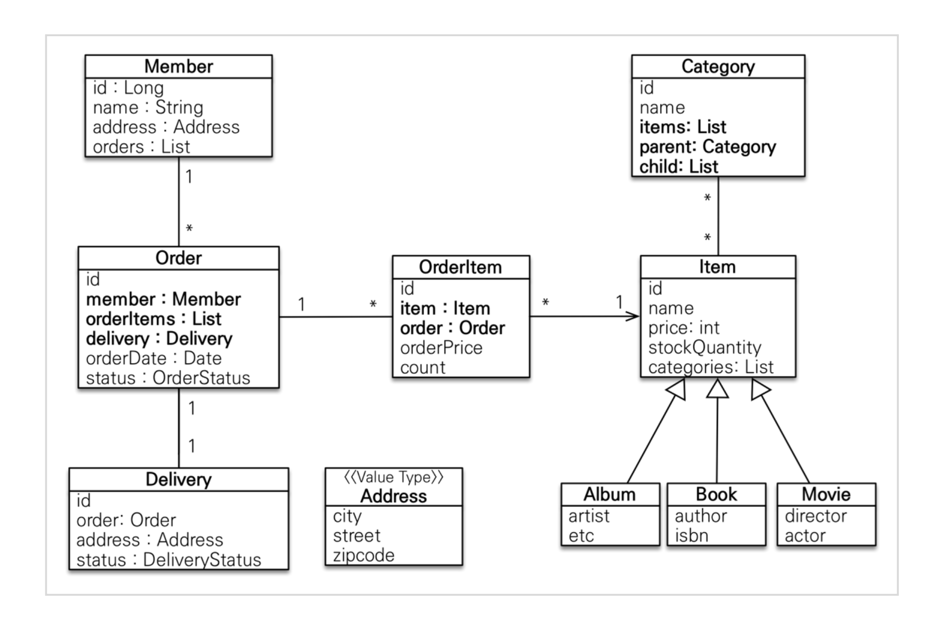 Member
id : Long
name : String
address : Address
orders : List
1
*
Order
id
member : Member
orderItems : List
delivery : Delivery
orderDate : Date
status : OrderStatus
1
1
Delivery
id
order: Order
address : Address
status : DeliveryStatus
1
*
OrderItem
id
item : Item
order : Order
orderPrice
count
*
1
Category
id
name
items: List
parent: Category
child: List
*
*
Item
id
name
price: int
stockQuantity
categories: List
⟨⟨Value Type⟩⟩
Address
city
street
zipcode
Album
artist
etc
Book
author
isbn
Movie
director
actor